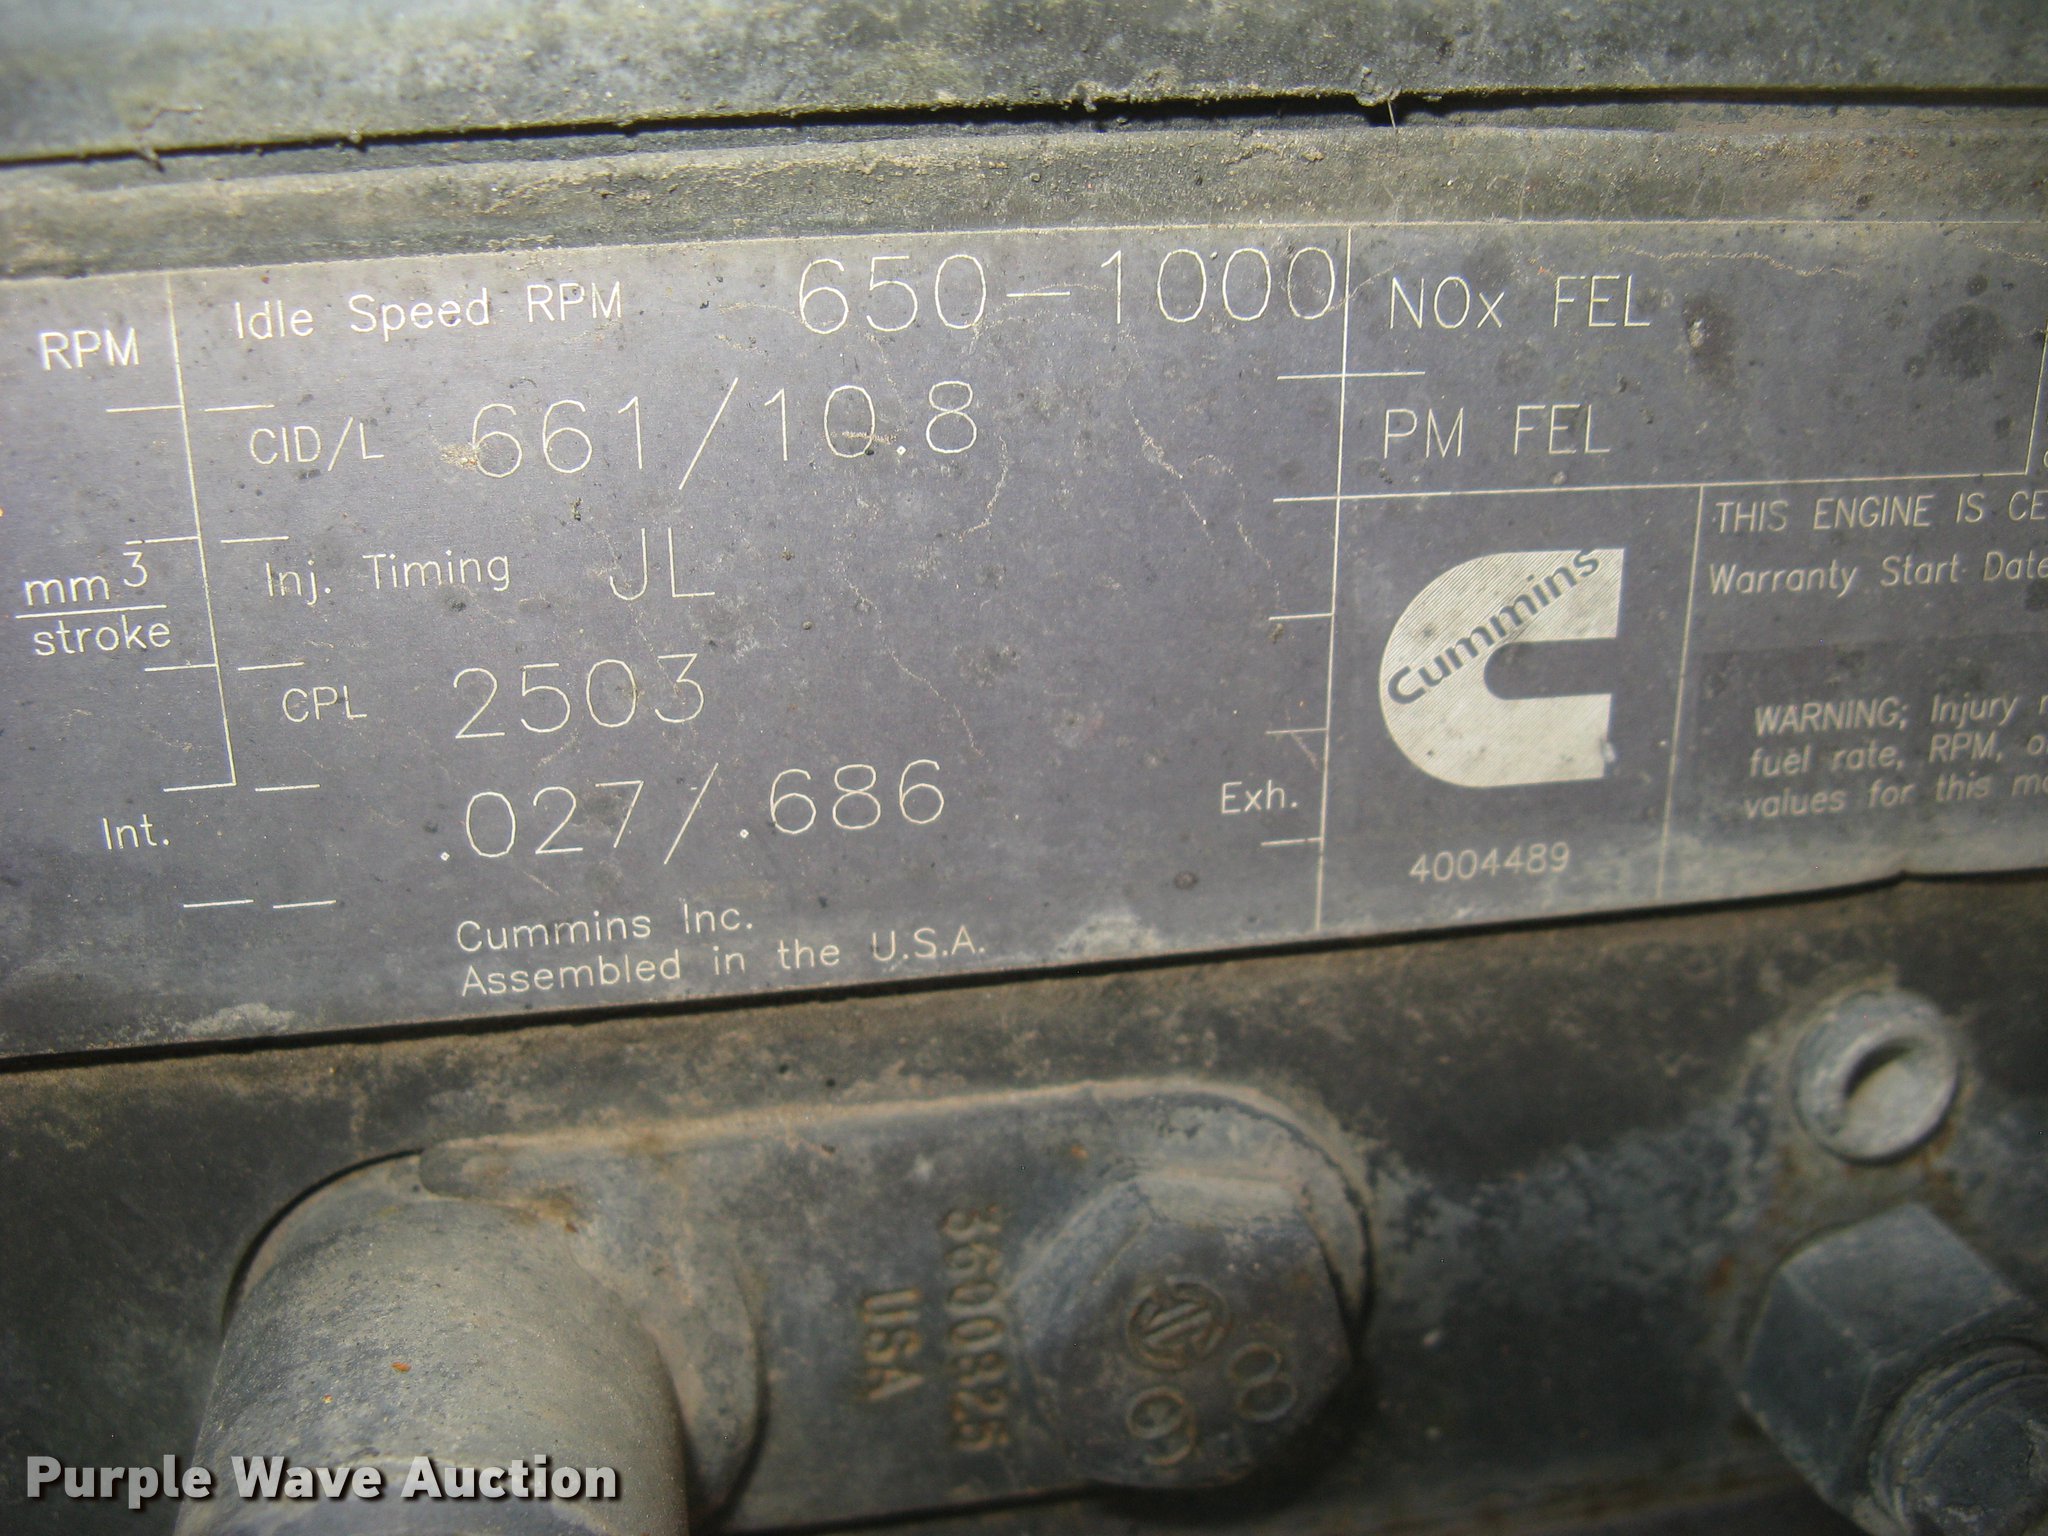 RPM
Idle Speed RPM 650-1000
NOx FEL
CID/L 661/10.8
PM FEL
mm3
stroke
Inj. Timing JL
CPL 2503
Int. .027/.686 Exh.
Cummins Inc.
Assembled in the U.S.A.
Cummins
4004489
THIS ENGINE IS CE
Warranty Start Date
WARNING; Injury
fuel rate, RPM, o
values for this
3600825
USA
Purple Wave Auction